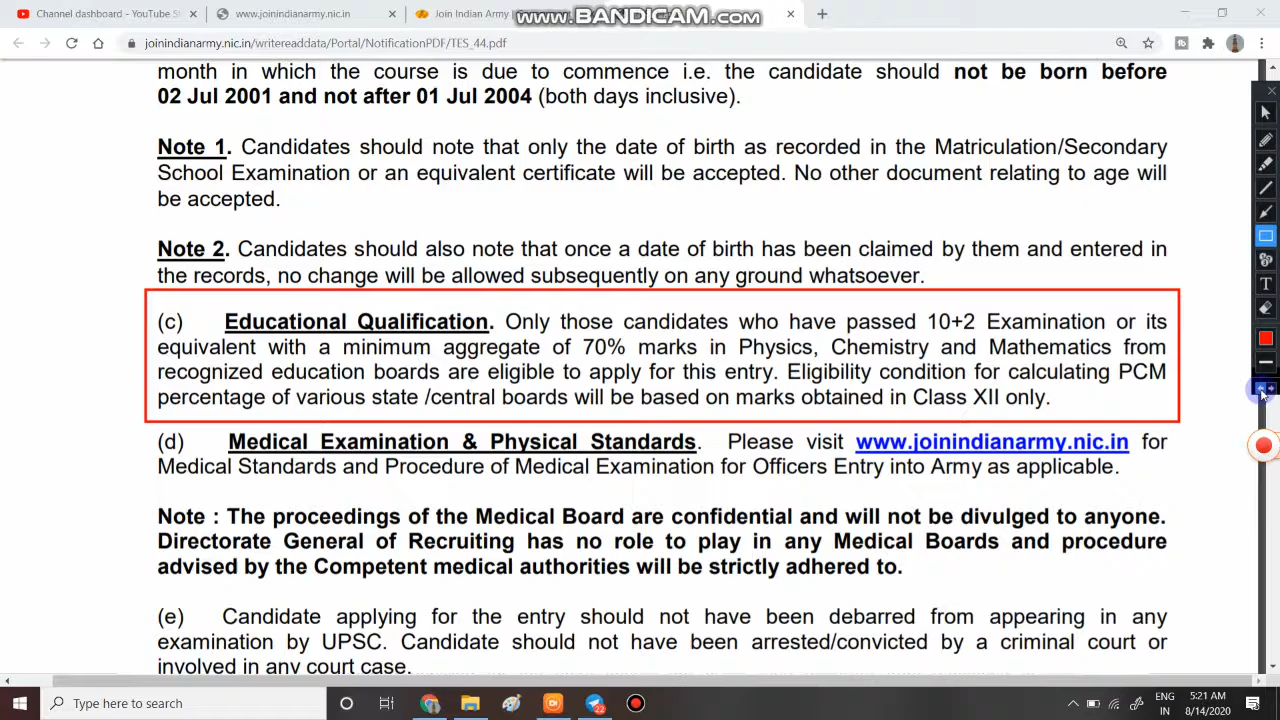 Channel dashboard - YouTube S
www.joinindianarmy.nic.in
Join Indian Army
www.BANDICAM.com
joinindianarmy.nic.in/writereaddata/Portal/NotificationPDF/TES_44.pdf
month in which the course is due to commence i.e. the candidate should not be born before
02 Jul 2001 and not after 01 Jul 2004 (both days inclusive).
Note 1. Candidates should note that only the date of birth as recorded in the Matriculation/Secondary
School Examination or an equivalent certificate will be accepted. No other document relating to age will
be accepted.
Note 2. Candidates should also note that once a date of birth has been claimed by them and entered in
the records, no change will be allowed subsequently on any ground whatsoever.
(c) Educational Qualification. Only those candidates who have passed 10+2 Examination or its
equivalent with a minimum aggregate of 70% marks in Physics, Chemistry and Mathematics from
recognized education boards are eligible to apply for this entry. Eligibility condition for calculating PCM
percentage of various state /central boards will be based on marks obtained in Class XII only.
(d) Medical Examination & Physical Standards. Please visit www.joinindianarmy.nic.in for
Medical Standards and Procedure of Medical Examination for Officers Entry into Army as applicable.
Note : The proceedings of the Medical Board are confidential and will not be divulged to anyone.
Directorate General of Recruiting has no role to play in any Medical Boards and procedure
advised by the Competent medical authorities will be strictly adhered to.
(e) Candidate applying for the entry should not have been debarred from appearing in any
examination by UPSC. Candidate should not have been arrested/convicted by a criminal court or
involved in any court case.
Type here to search
22
ENG
IN
5:21 AM
8/14/2020